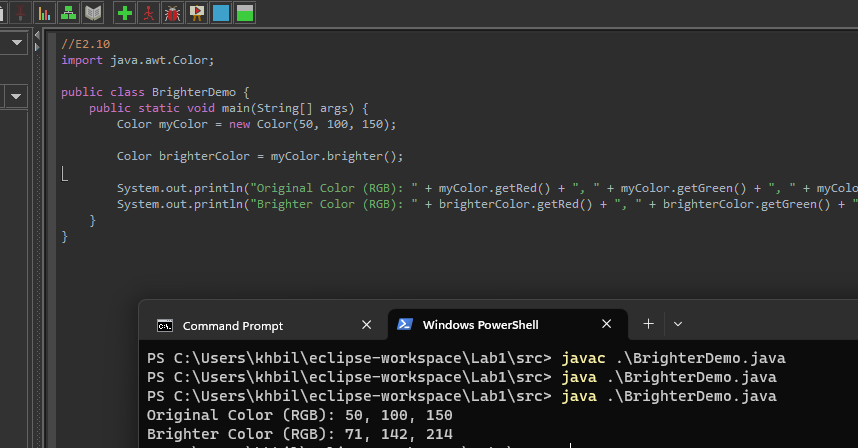 //E2.10
import java.awt.Color;
public class BrighterDemo {
public static void main(String[] args) {
Color myColor = new Color(50, 100, 150);
Color brighterColor = myColor.brighter();
System.out.println("Original Color (RGB): " + myColor.getRed() + ", " + myColor.getGreen() + ", " + myColo
System.out.println("Brighter Color (RGB): " + brighterColor.getRed() + ", " + brighterColor.getGreen() + "
}
}
Command Prompt
Windows PowerShell
PS C:\Users\khbil\eclipse-workspace\Lab1\src> javac .\BrighterDemo.java
PS C:\Users\khbil\eclipse-workspace\Lab1\src> java .\BrighterDemo.java
PS C:\Users\khbil\eclipse-workspace\Lab1\src> java .\BrighterDemo.java
Original Color (RGB): 50, 100, 150
Brighter Color (RGB): 71, 142, 214